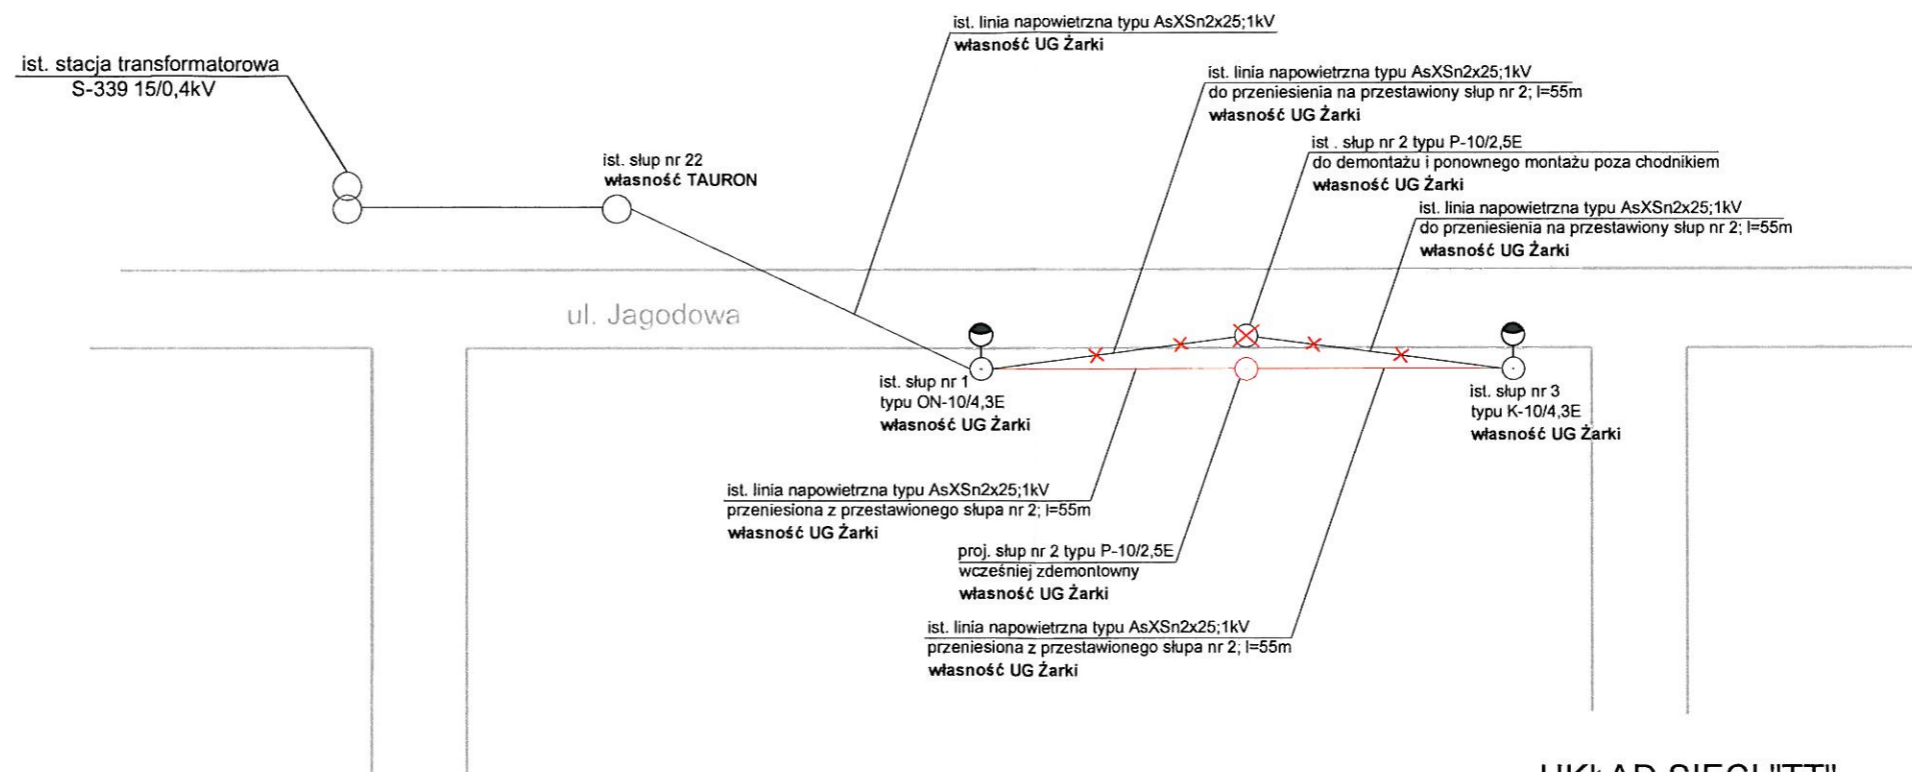 ist. linia napowietrzna typu AsXSn2x25;1kV
własność UG Żarki
ist. stacja transformatorowa
S-339 15/0,4kV
ist. linia napowietrzna typu AsXSn2x25;1kV
do przeniesienia na przestawiony słup nr 2; l=55m
własność UG Żarki
ist . słup nr 2 typu P-10/2,5E
do demontażu i ponownego montażu poza chodnikiem
własność UG Żarki
ist. słup nr 22
własność TAURON
ist. linia napowietrzna typu AsXSn2x25;1kV
do przeniesienia na przestawiony słup nr 2; l=55m
własność UG Żarki
ul. Jagodowa
ist. słup nr 1
typu ON-10/4,3E
własność UG Żarki
ist. słup nr 3
typu K-10/4,3E
własność UG Żarki
ist. linia napowietrzna typu AsXSn2x25;1kV
przeniesiona z przestawionego słupa nr 2; l=55m
własność UG Żarki
proj. słup nr 2 typu P-10/2,5E
wcześniej zdemontowny
własność UG Żarki
ist. linia napowietrzna typu AsXSn2x25;1kV
przeniesiona z przestawionego słupa nr 2; l=55m
własność UG Żarki
UKŁAD SIECI "TT"